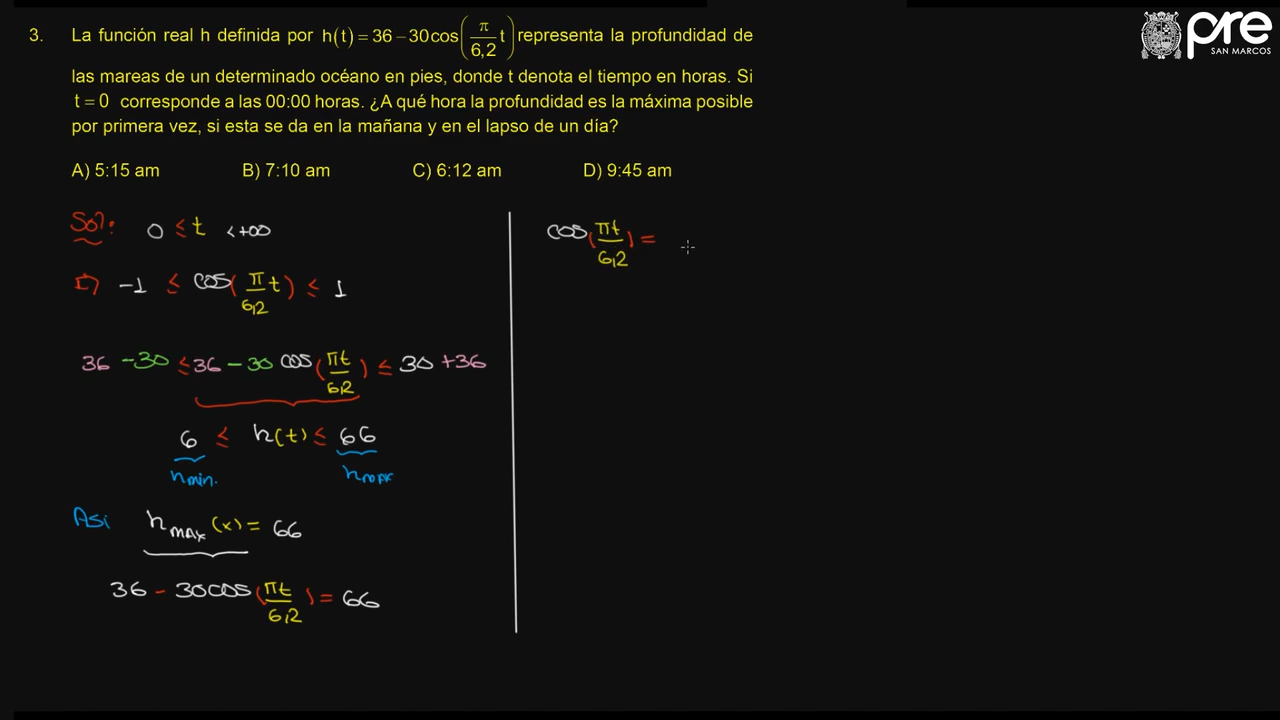 pre
SAN MARCOS
3. La función real h definida por h(t) = 36 − 30cos(π/6,2 t) representa la profundidad de
las mareas de un determinado océano en pies, donde t denota el tiempo en horas. Si
t = 0 corresponde a las 00:00 horas. ¿A qué hora la profundidad es la máxima posible
por primera vez, si esta se da en la mañana y en el lapso de un día?
A) 5:15 am B) 7:10 am C) 6:12 am D) 9:45 am
Sol:
0 ≤ t < +∞
-1 ≤ cos(π/6,2 t) ≤ 1
36 - 30 ≤ 36 - 30 cos(πt/6,2) ≤ 30 + 36
6 ≤ h(t) ≤ 66
hmin. hmax
Asi hMAX(x) = 66
36 - 30cos(πt/6,2) = 66
cos(πt/6,2) =